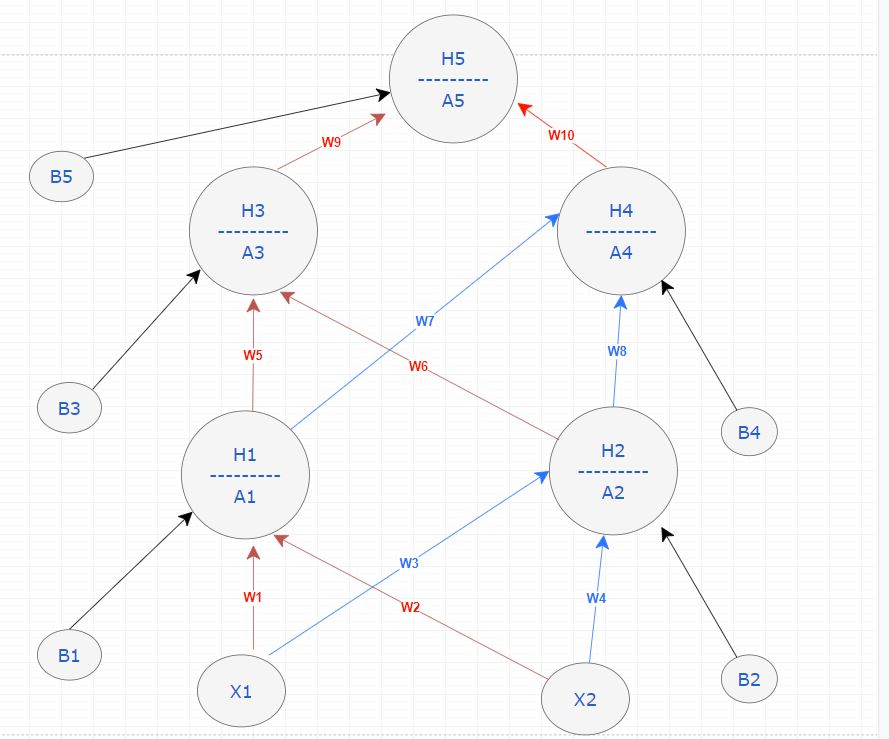 H5
---------
A5
W9
W10
B5
H3
---------
A3
H4
---------
A4
W7
W5
W6
W8
B3
B4
H1
---------
A1
H2
---------
A2
W3
W1
W2
W4
B1
X1
X2
B2